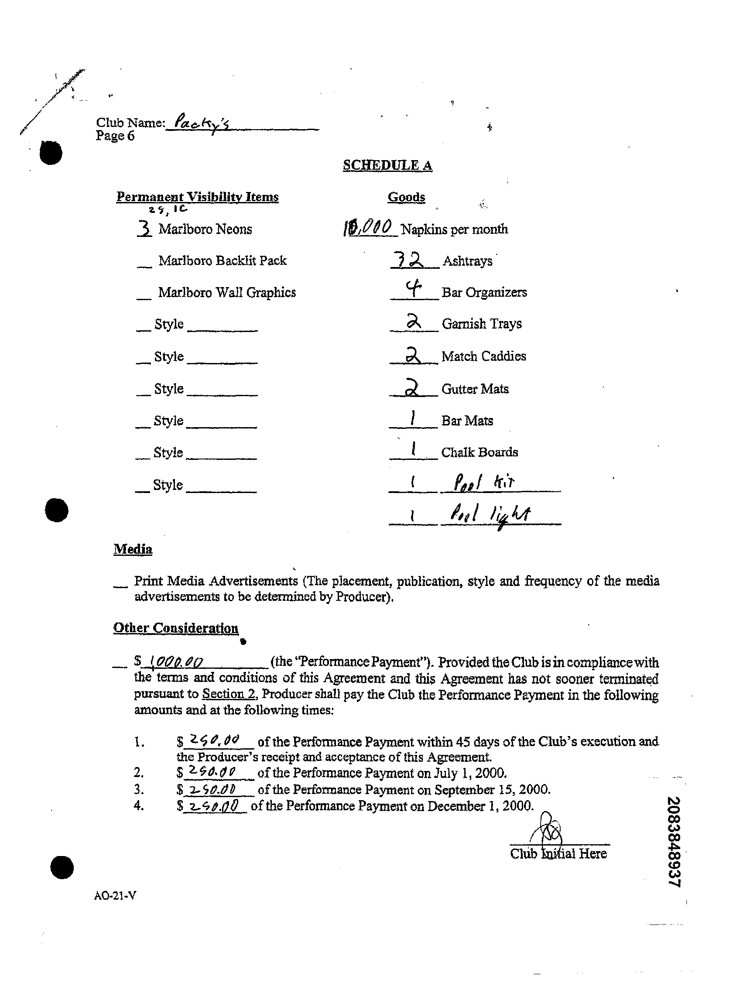 Club Name: Packy's
Page 6
SCHEDULE A
Permanent Visibility Items
Goods
2S, 1C
3 Marlboro Neons
10,000 Napkins per month
__ Marlboro Backlit Pack
32 Ashtrays
__ Marlboro Wall Graphics
4 Bar Organizers
__ Style __________
2 Garnish Trays
__ Style __________
2 Match Caddies
__ Style __________
2 Gutter Mats
__ Style __________
1 Bar Mats
__ Style __________
1 Chalk Boards
__ Style __________
1 Pool kit
1 Pool light
Media
__ Print Media Advertisements (The placement, publication, style and frequency of the media
advertisements to be determined by Producer).
Other Consideration
__ $ 1000.00 (the "Performance Payment"). Provided the Club is in compliance with
the terms and conditions of this Agreement and this Agreement has not sooner terminated
pursuant to Section 2, Producer shall pay the Club the Performance Payment in the following
amounts and at the following times:
1. $ 250.00 of the Performance Payment within 45 days of the Club's execution and
the Producer's receipt and acceptance of this Agreement.
2. $ 250.00 of the Performance Payment on July 1, 2000.
3. $ 250.00 of the Performance Payment on September 15, 2000.
4. $ 250.00 of the Performance Payment on December 1, 2000.
Club Initial Here
2083848937
AO-21-V